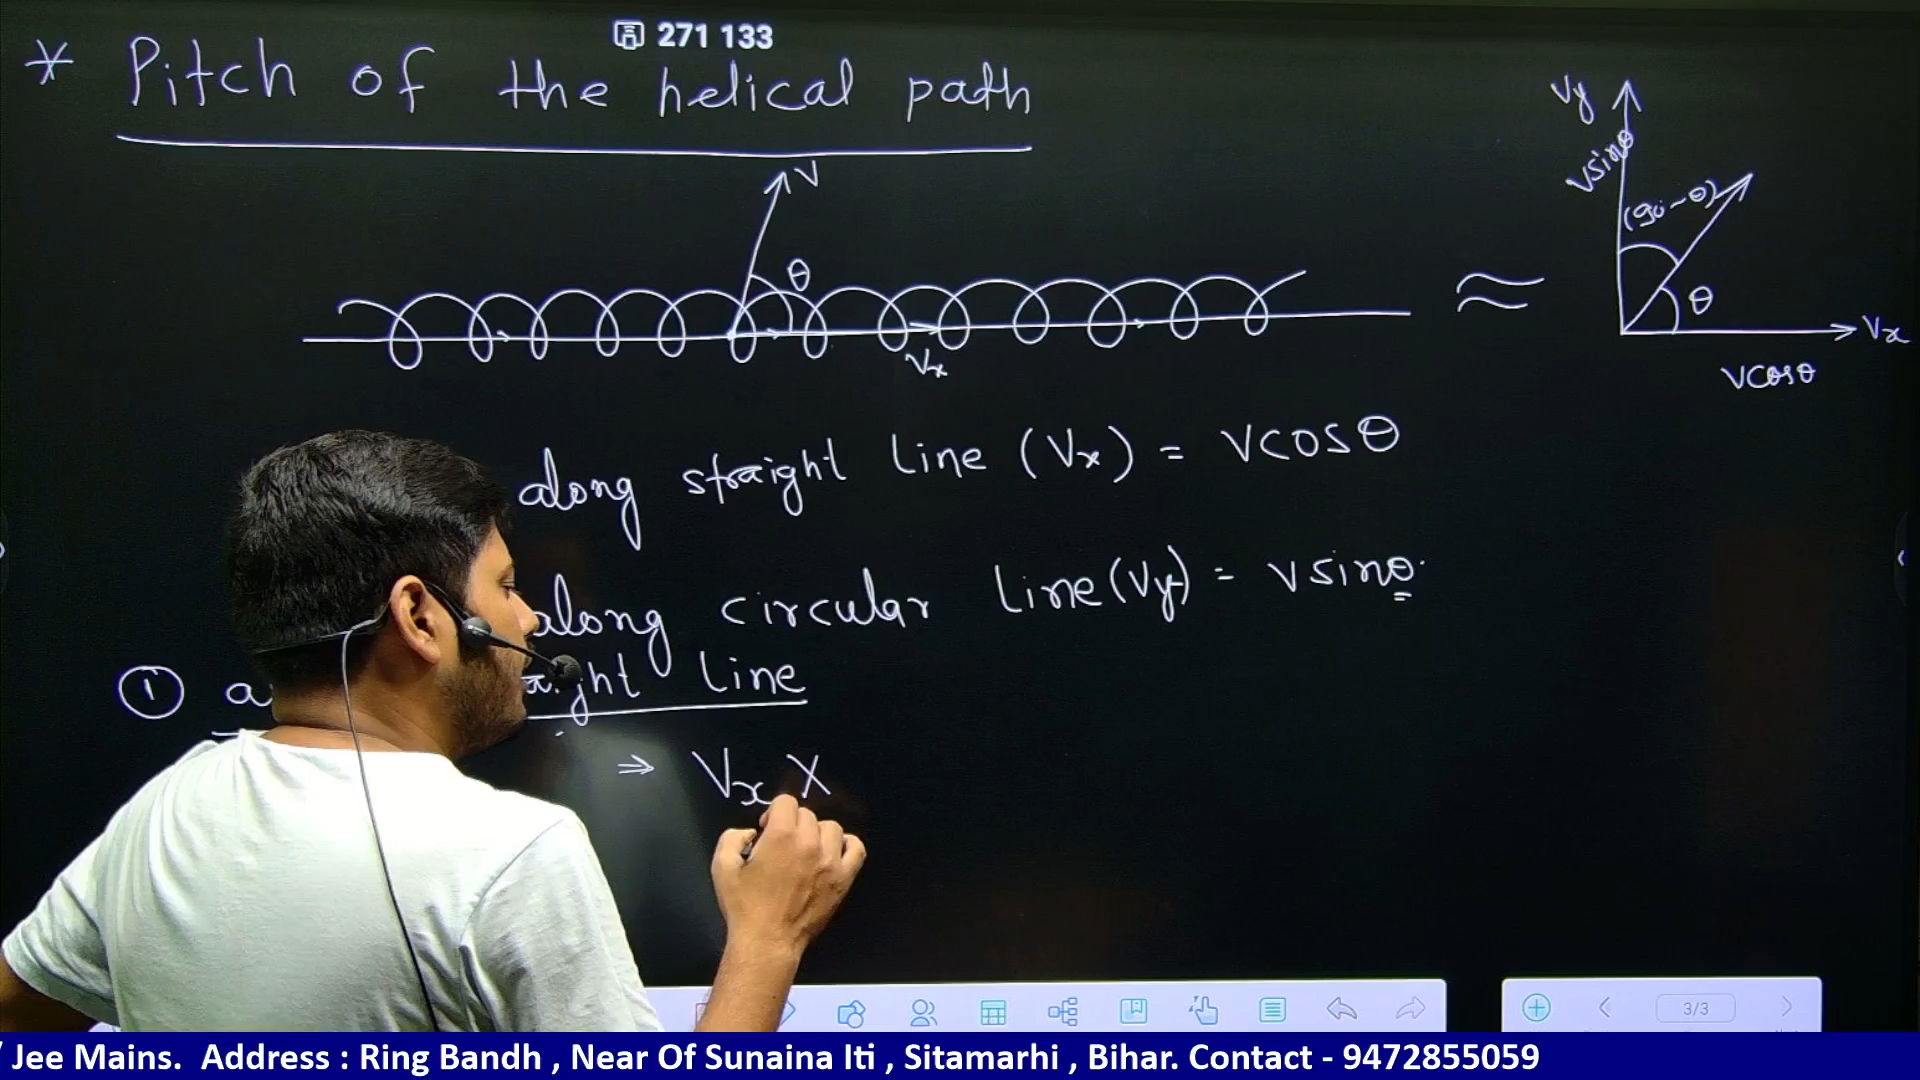 271 133
* Pitch of the helical path
V
θ
Vx
≈
Vy
Vsinθ
(90-θ)
θ
Vx
Vcosθ
along straight line (Vx) = VCOSθ
along circular line (Vy) = Vsinθ
① line
⇒ Vx X
3/3
Jee Mains. Address : Ring Bandh , Near Of Sunaina Iti , Sitamarhi , Bihar. Contact - 9472855059